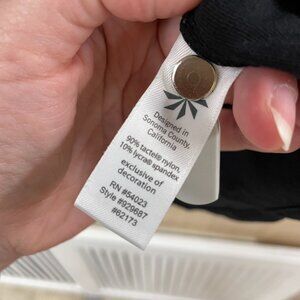 Designed in
Sonoma County,
California
90% tactel® nylon,
10% lycra® spandex
exclusive of
decoration
RN #54023
Style #929687
#62173